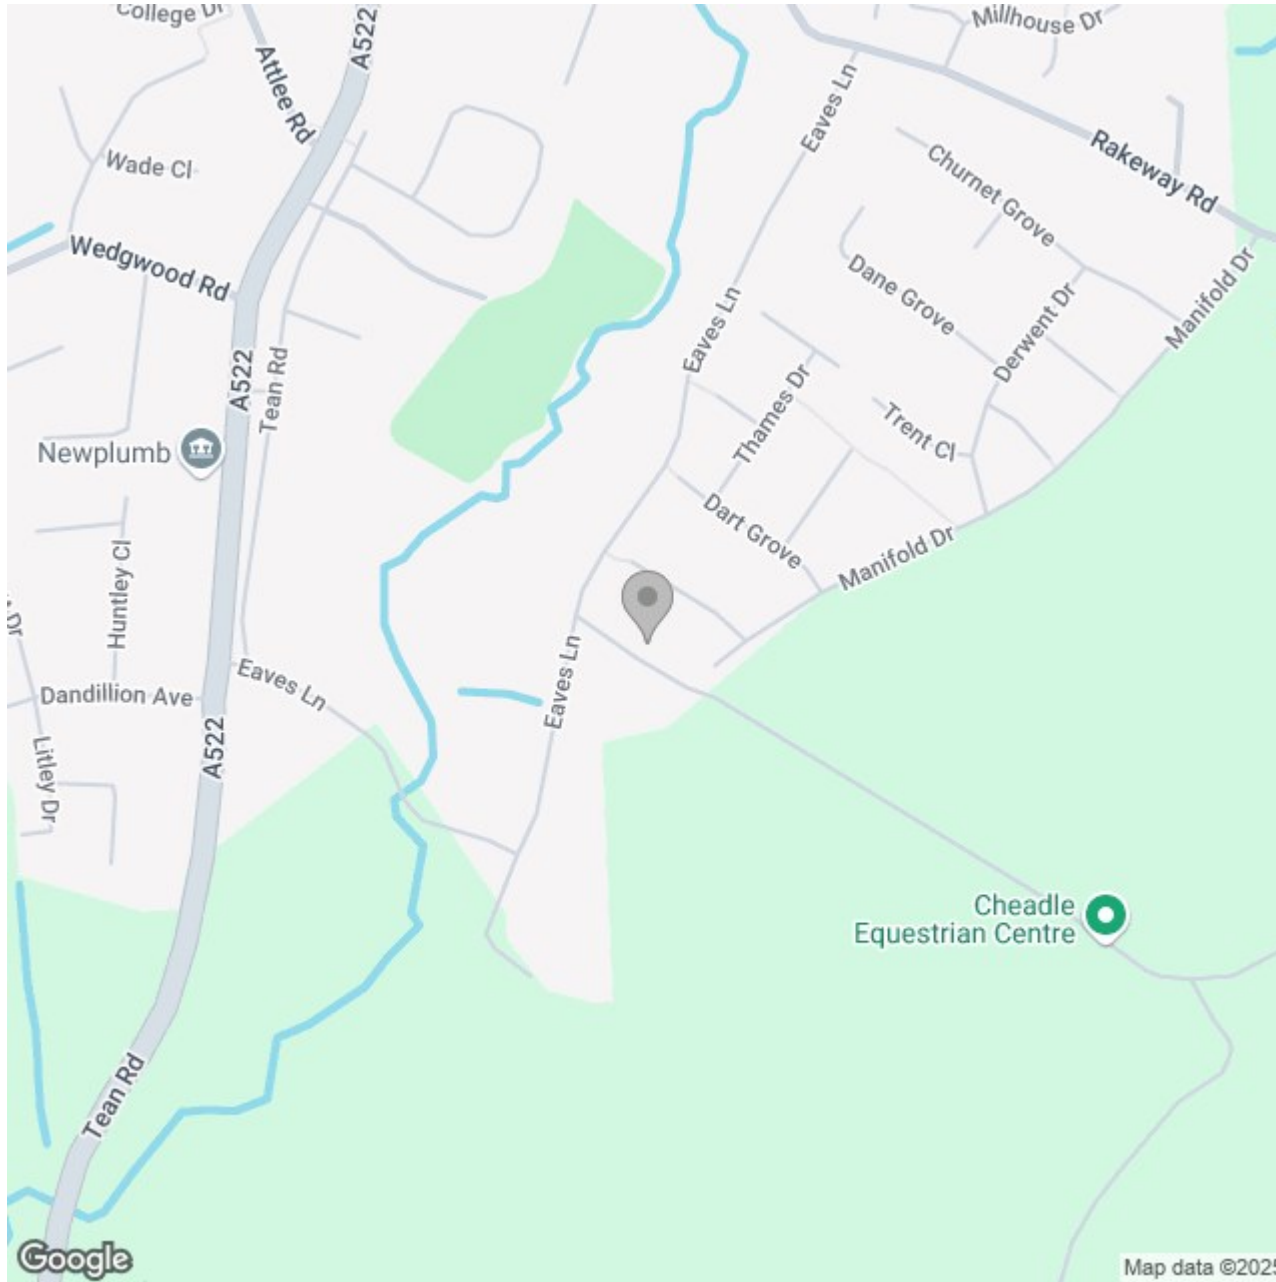 College Dr
A522
Millhouse Dr
Attlee Rd
Eaves Ln
Rakeway Rd
Wade Cl
Churnet Grove
Wedgwood Rd
Dane Grove
Manifold Dr
Derwent Dr
Eaves Ln
A522
Tean Rd
Thames Dr
Trent Cl
Newplumb
Dart Grove
Manifold Dr
Huntley Cl
Dr
Eaves Ln
Eaves Ln
Dandillion Ave
A522
Litley Dr
Cheadle
Equestrian Centre
Tean Rd
Google
Map data ©2025